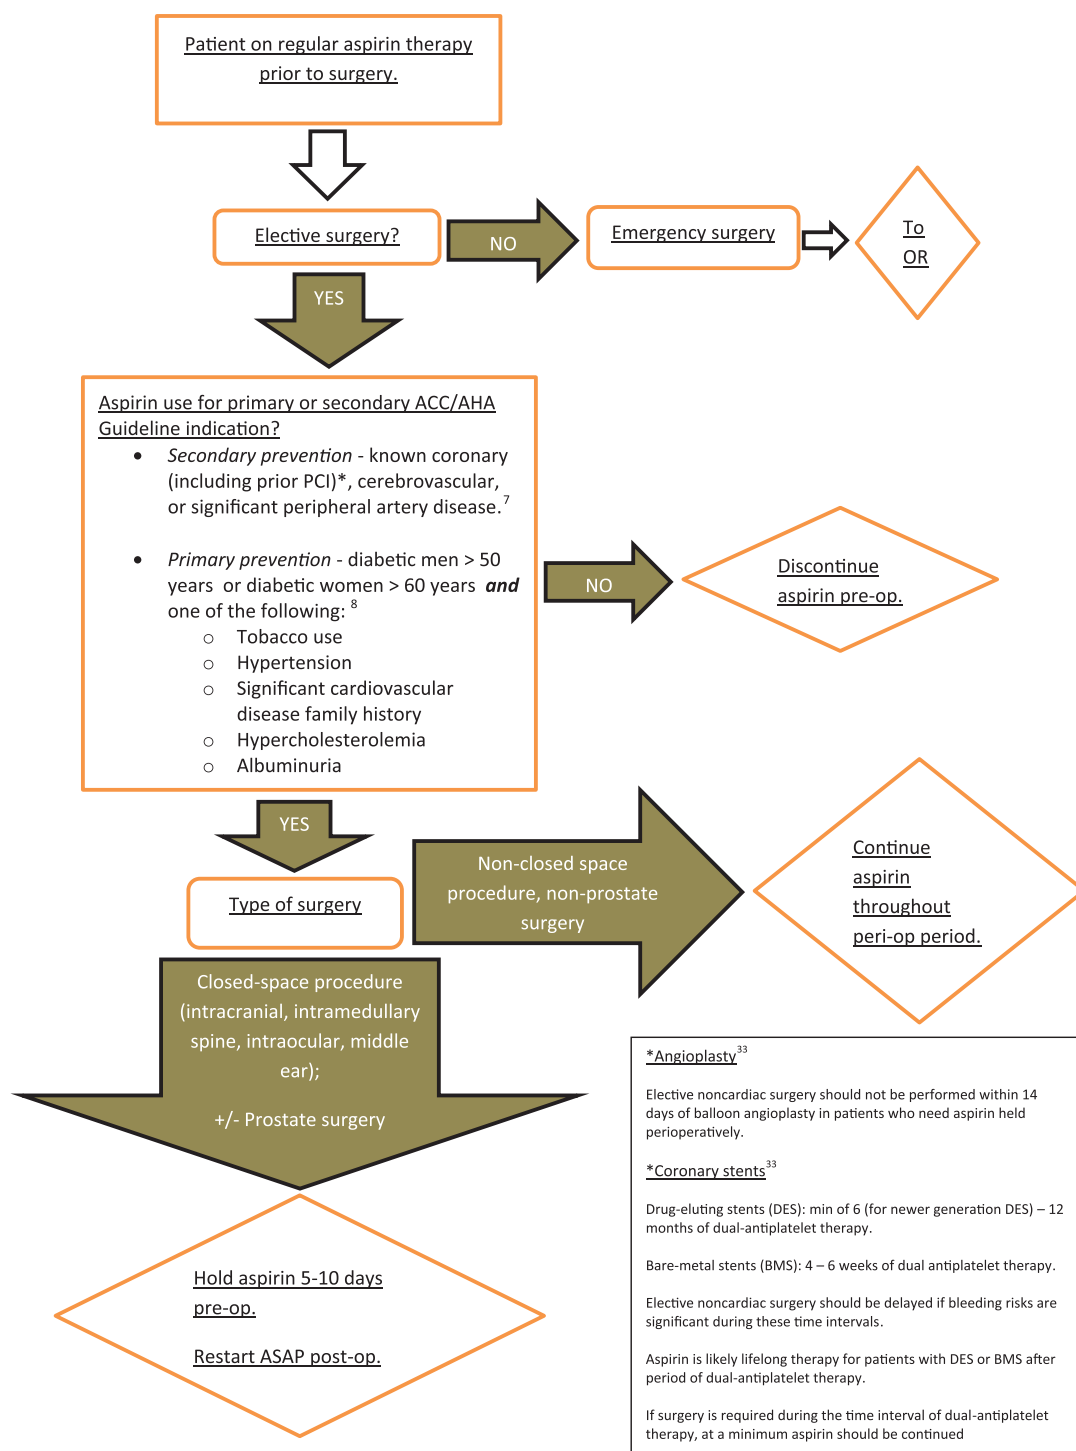 Patient on regular aspirin therapy
prior to surgery.
Elective surgery?
NO
Emergency surgery
To
OR
YES
Aspirin use for primary or secondary ACC/AHA
Guideline indication?
• Secondary prevention - known coronary
(including prior PCI)*, cerebrovascular,
or significant peripheral artery disease.7
• Primary prevention - diabetic men > 50
years or diabetic women > 60 years and
one of the following: 8
o Tobacco use
o Hypertension
o Significant cardiovascular
disease family history
o Hypercholesterolemia
o Albuminuria
NO
Discontinue
aspirin pre-op.
YES
Type of surgery
Non-closed space
procedure, non-prostate
surgery
Continue
aspirin
throughout
peri-op period.
Closed-space procedure
(intracranial, intramedullary
spine, intraocular, middle
ear);
+/- Prostate surgery
Hold aspirin 5-10 days
pre-op.
Restart ASAP post-op.
*Angioplasty33
Elective noncardiac surgery should not be performed within 14
days of balloon angioplasty in patients who need aspirin held
perioperatively.
*Coronary stents33
Drug-eluting stents (DES): min of 6 (for newer generation DES) – 12
months of dual-antiplatelet therapy.
Bare-metal stents (BMS): 4 – 6 weeks of dual antiplatelet therapy.
Elective noncardiac surgery should be delayed if bleeding risks are
significant during these time intervals.
Aspirin is likely lifelong therapy for patients with DES or BMS after
period of dual-antiplatelet therapy.
If surgery is required during the time interval of dual-antiplatelet
therapy, at a minimum aspirin should be continued